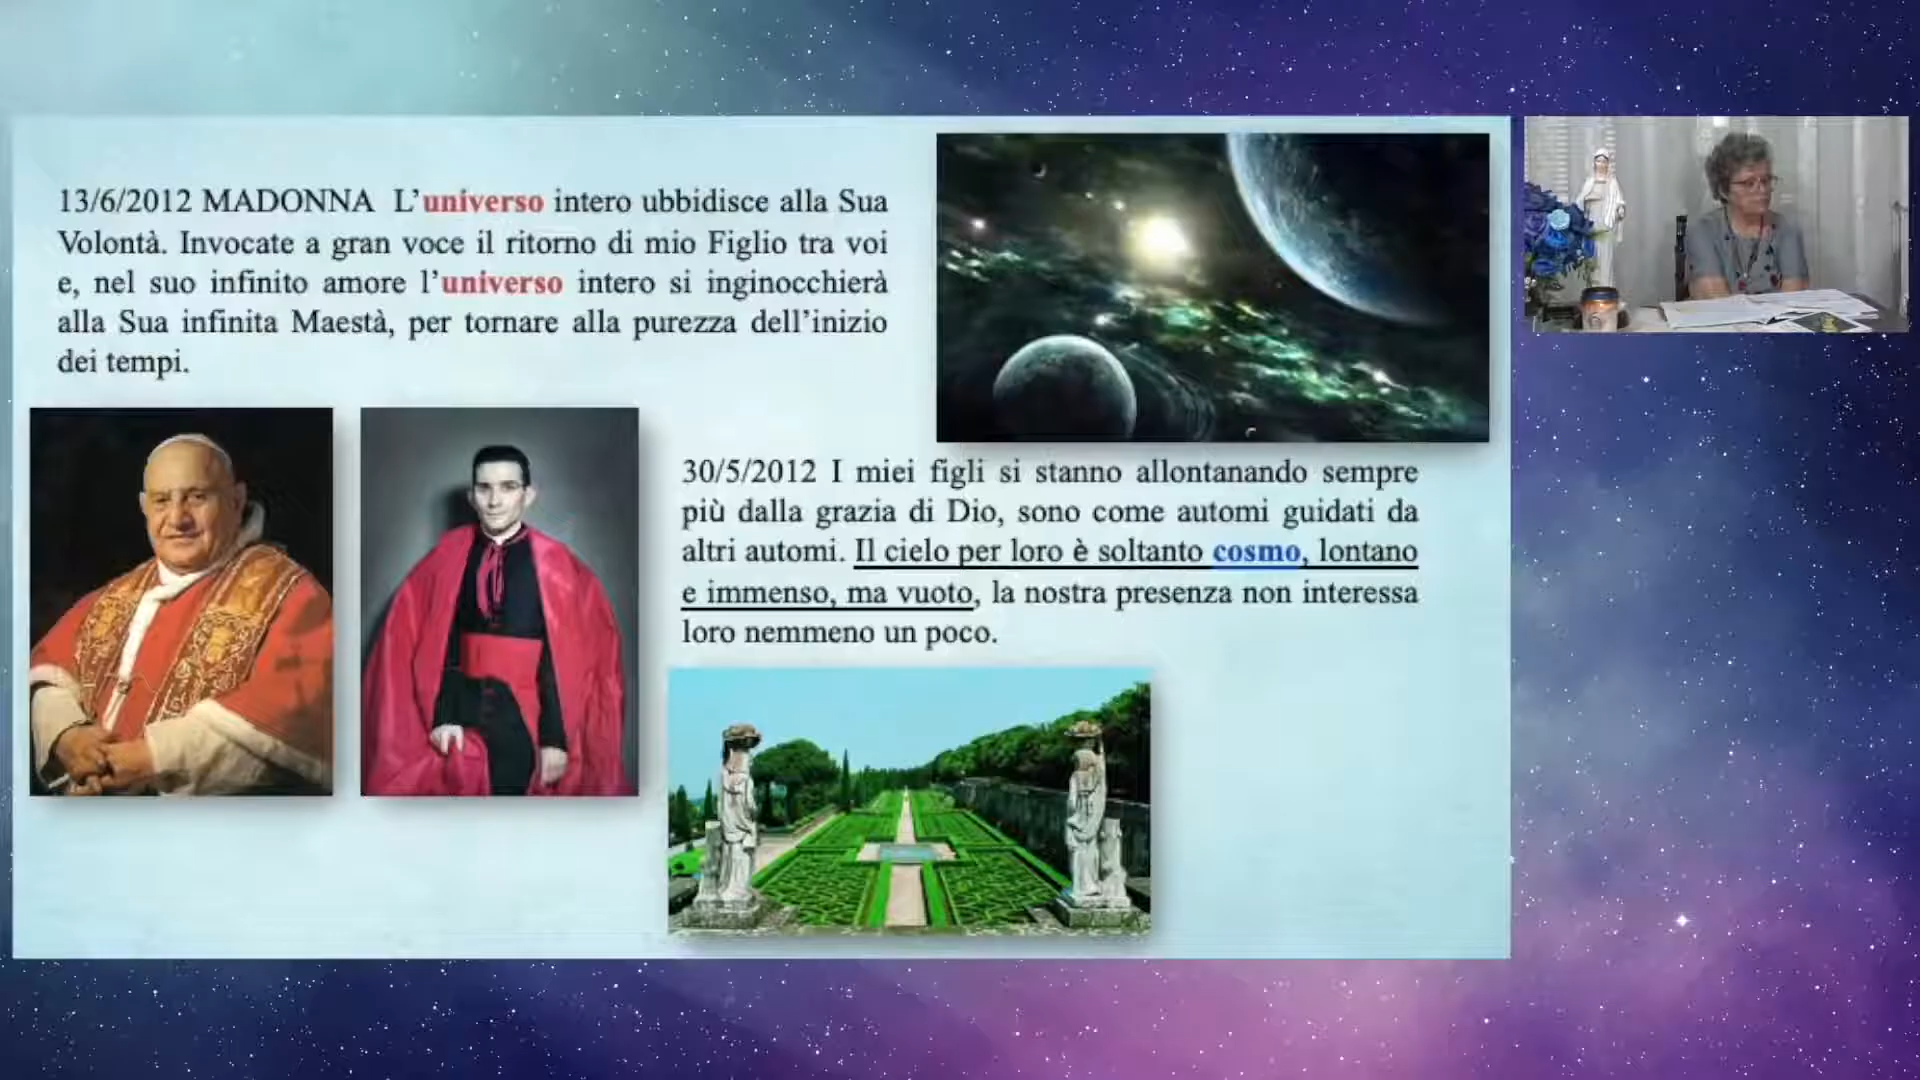 13/6/2012 MADONNA L’universo intero ubbidisce alla Sua
Volontà. Invocate a gran voce il ritorno di mio Figlio tra voi
e, nel suo infinito amore l’universo intero si inginocchierà
alla Sua infinita Maestà, per tornare alla purezza dell’inizio
dei tempi.
30/5/2012 I miei figli si stanno allontanando sempre
più dalla grazia di Dio, sono come automi guidati da
altri automi. Il cielo per loro è soltanto cosmo, lontano
e immenso, ma vuoto, la nostra presenza non interessa
loro nemmeno un poco.